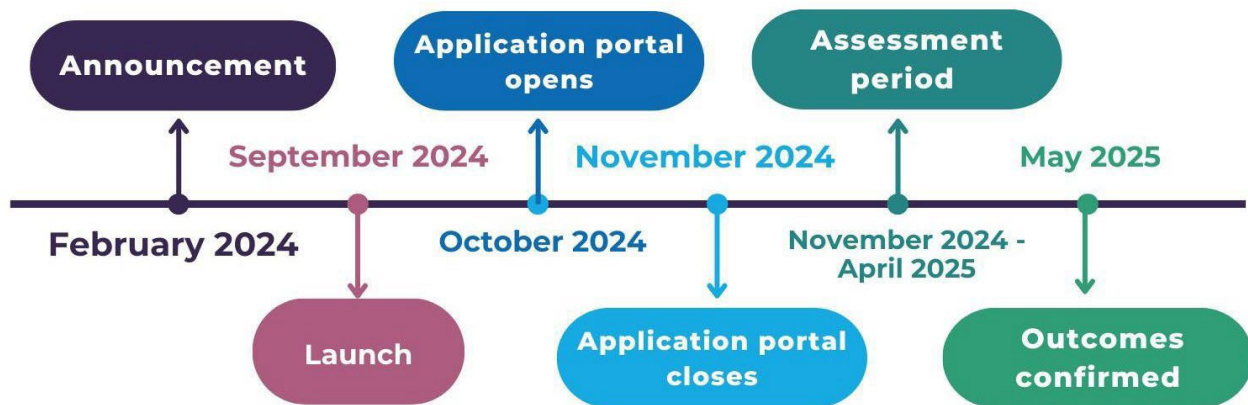 Announcement
Application portal
opens
Assessment
period
September 2024
November 2024
May 2025
February 2024
October 2024
November 2024 -
April 2025
Launch
Application portal
closes
Outcomes
confirmed